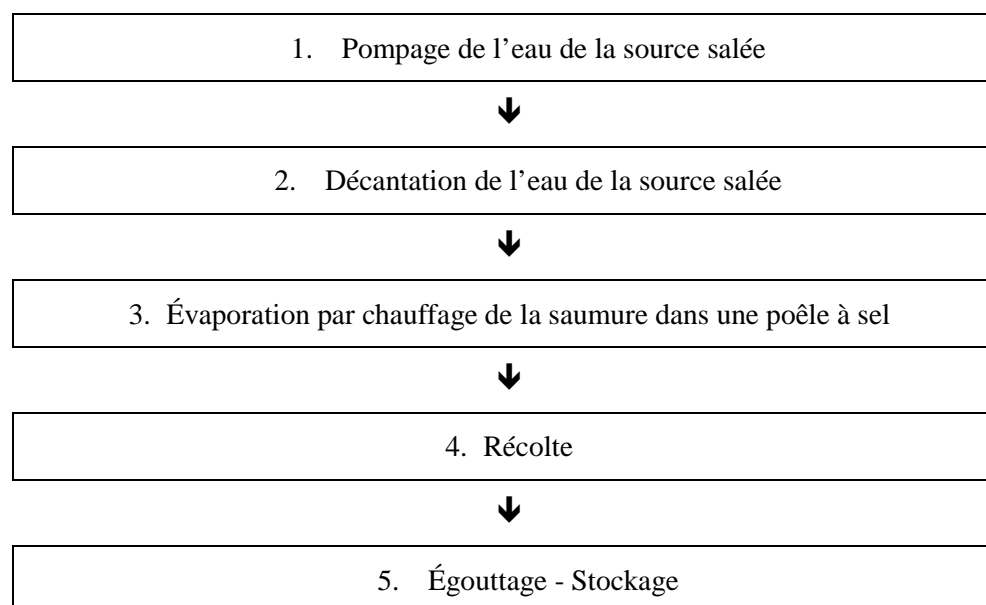 1. Pompage de l’eau de la source salée
2. Décantation de l’eau de la source salée
3. Évaporation par chauffage de la saumure dans une poêle à sel
4. Récolte
5. Égouttage - Stockage